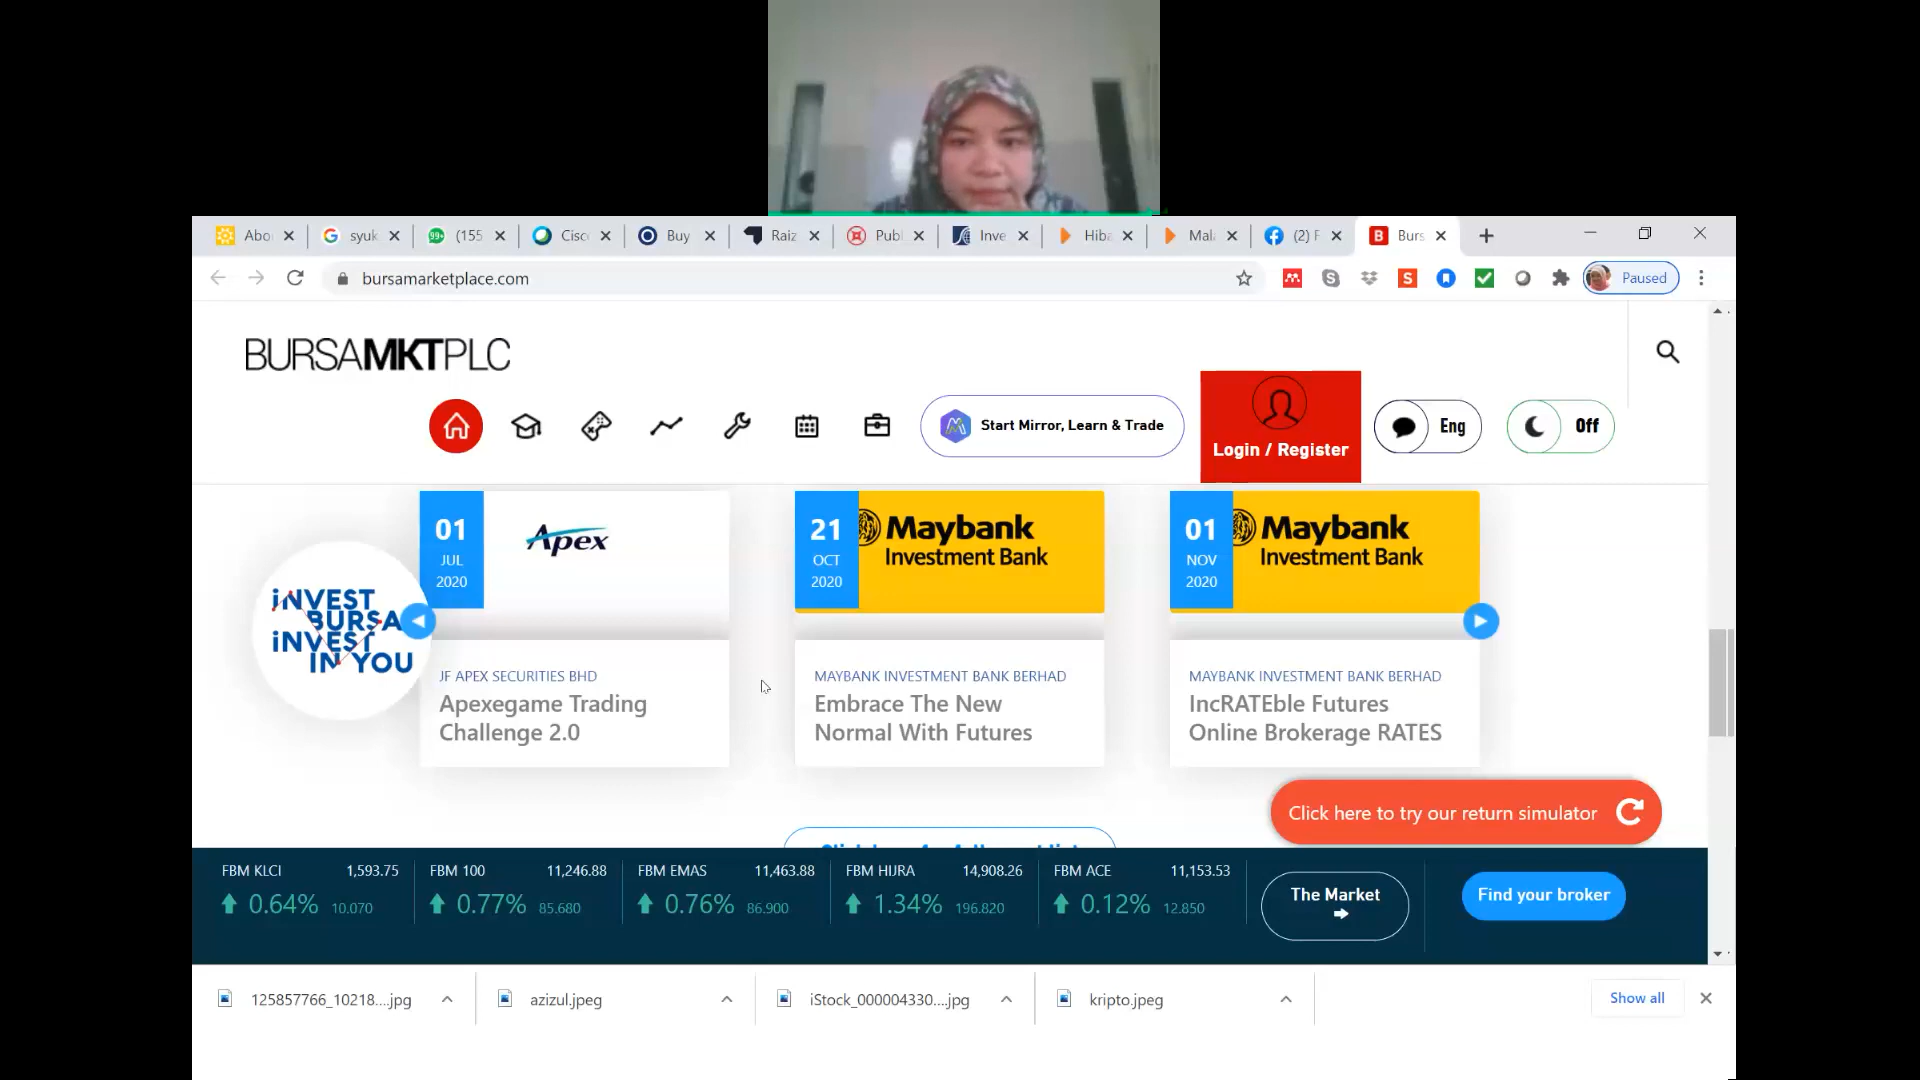 Abo
syuk
99+
(155
Cisc
Buy
Raiz
Publ
Inve
Hiba
Mala
(2) F
Burs
bursamarketplace.com
Paused
BURSAMKTPLC
Start Mirror, Learn & Trade
Login / Register
Eng
Off
INVEST
BURSA
INVEST
IN YOU
01
JUL
2020
Apex
JF APEX SECURITIES BHD
Apexegame Trading
Challenge 2.0
21
OCT
2020
Maybank
Investment Bank
MAYBANK INVESTMENT BANK BERHAD
Embrace The New
Normal With Futures
01
NOV
2020
Maybank
Investment Bank
MAYBANK INVESTMENT BANK BERHAD
IncRATEble Futures
Online Brokerage RATES
Click here to try our return simulator
FBM KLCI 1,593.75
0.64% 10.070
FBM 100 11,246.88
0.77% 85.680
FBM EMAS 11,463.88
0.76% 86.900
FBM HIJRA 14,908.26
1.34% 196.820
FBM ACE 11,153.53
0.12% 12.850
The Market
Find your broker
125857766_10218....jpg
azizul.jpeg
iStock_000004330....jpg
kripto.jpeg
Show all